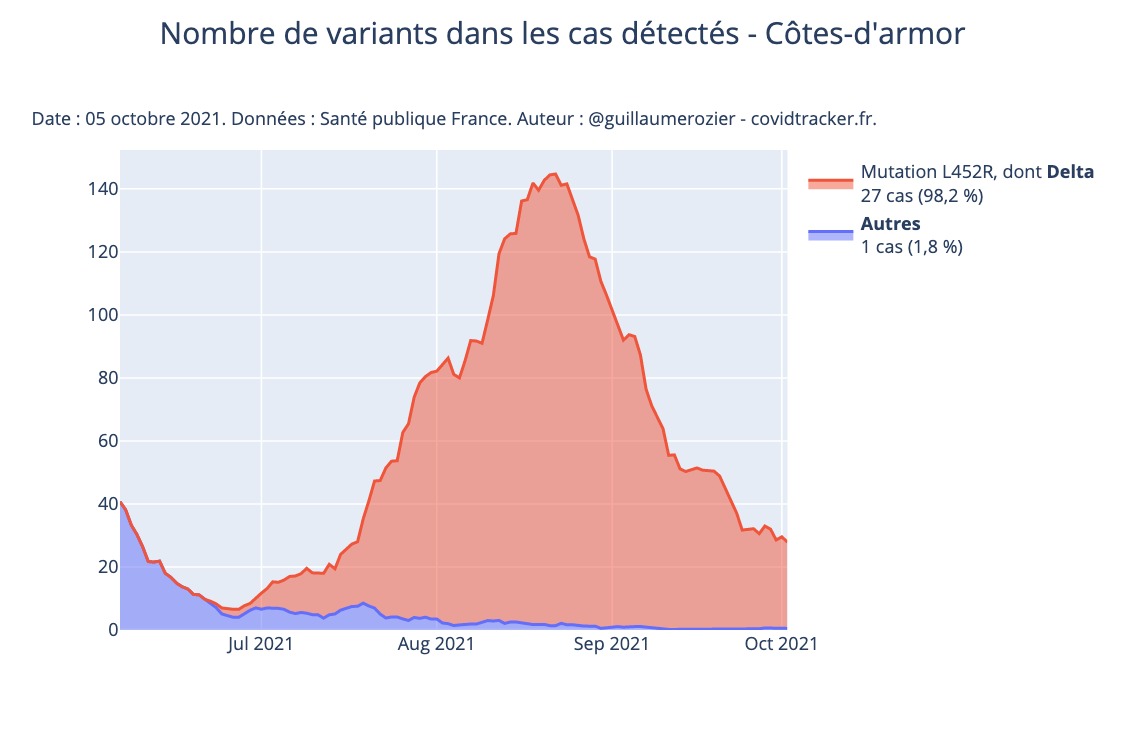 Nombre de variants dans les cas détectés - Côtes-d'armor
Date : 05 octobre 2021. Données : Santé publique France. Auteur : @guillaumerozier - covidtracker.fr.
Mutation L452R, dont Delta
27 cas (98,2 %)
Autres
1 cas (1,8 %)
140
120
100
80
60
40
20
0
Jul 2021
Aug 2021
Sep 2021
Oct 2021